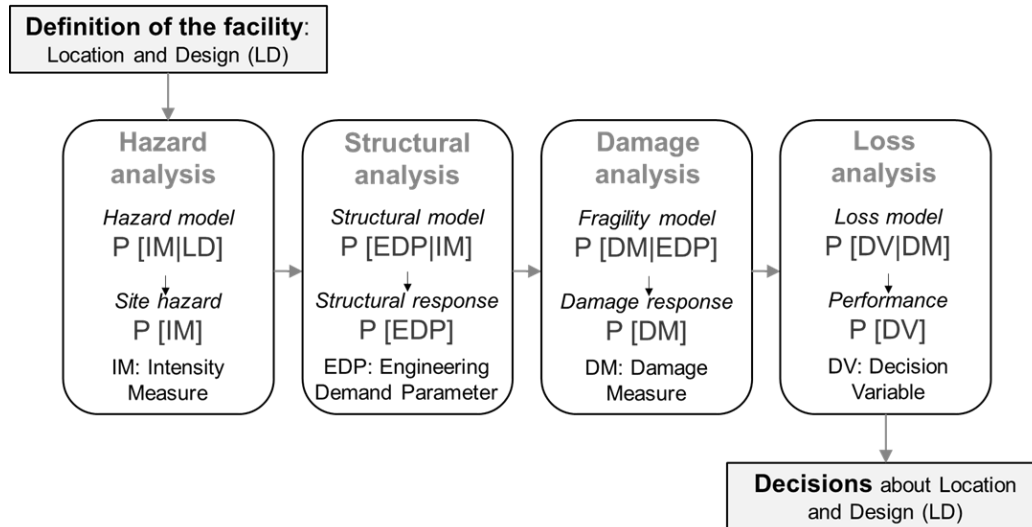 Definition of the facility:
Location and Design (LD)
Hazard
analysis
Hazard model
P [IM|LD]
Site hazard
P [IM]
IM: Intensity
Measure
Structural
analysis
Structural model
P [EDP|IM]
Structural response
P [EDP]
EDP: Engineering
Demand Parameter
Damage
analysis
Fragility model
P [DM|EDP]
Damage response
P [DM]
DM: Damage
Measure
Loss
analysis
Loss model
P [DV|DM]
Performance
P [DV]
DV: Decision
Variable
Decisions about Location
and Design (LD)